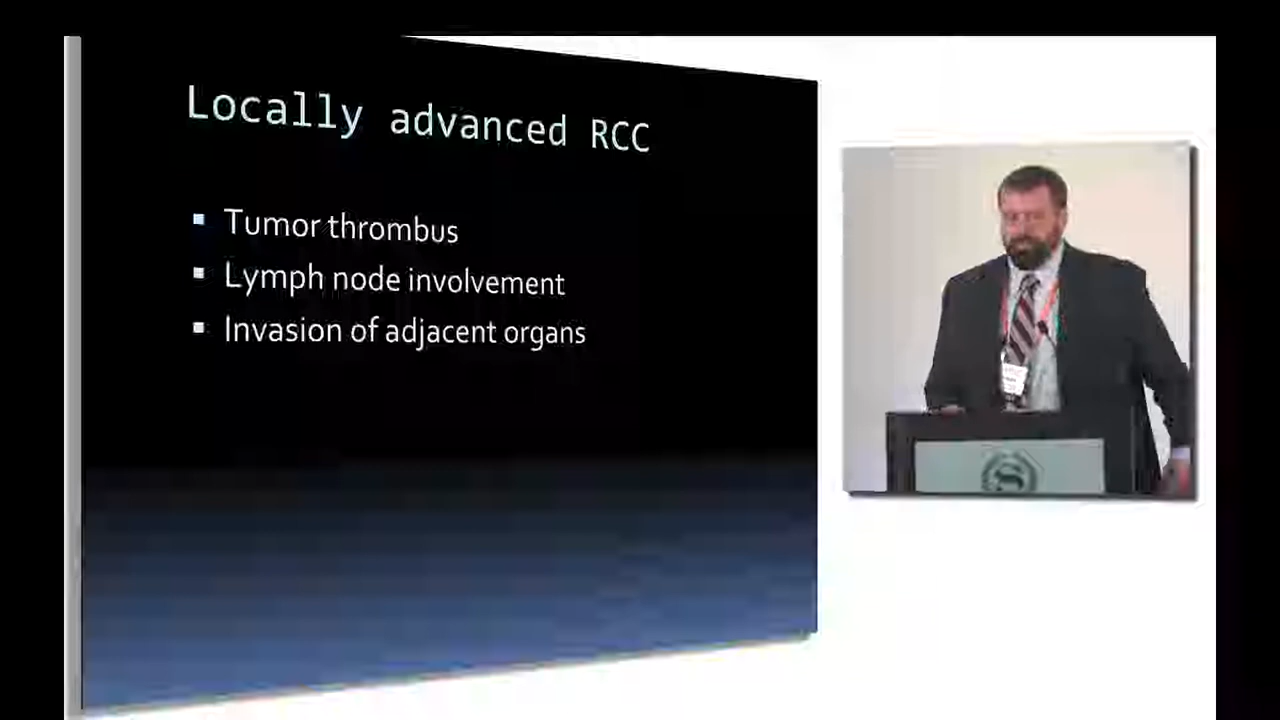 Locally advanced RCC
Tumor thrombus
Lymph node involvement
Invasion of adjacent organs